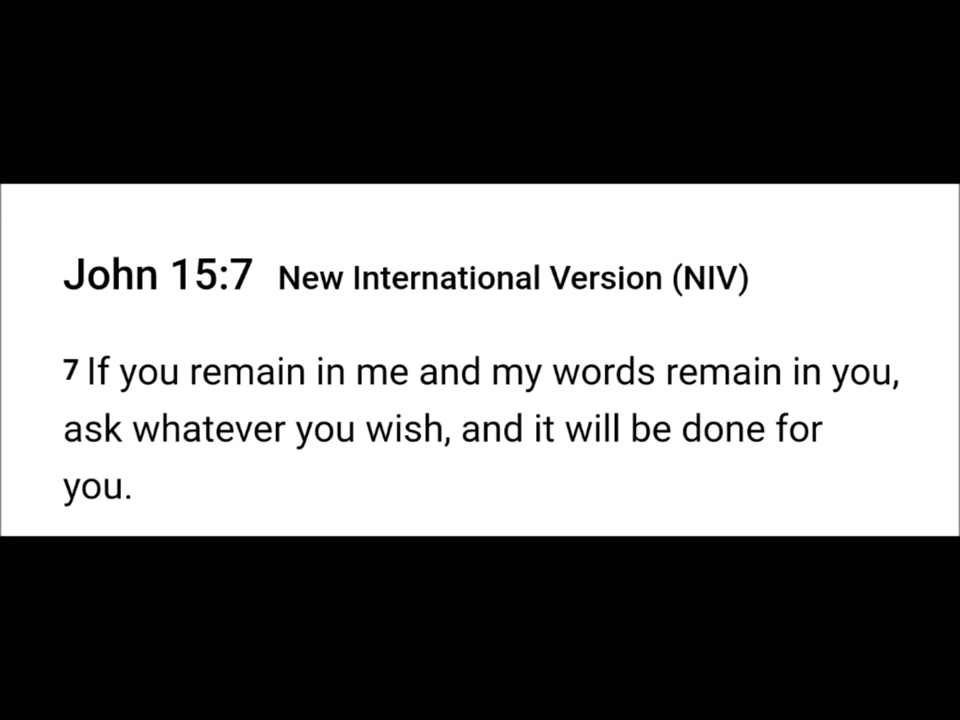 John 15:7 New International Version (NIV)
7 If you remain in me and my words remain in you,
ask whatever you wish, and it will be done for
you.